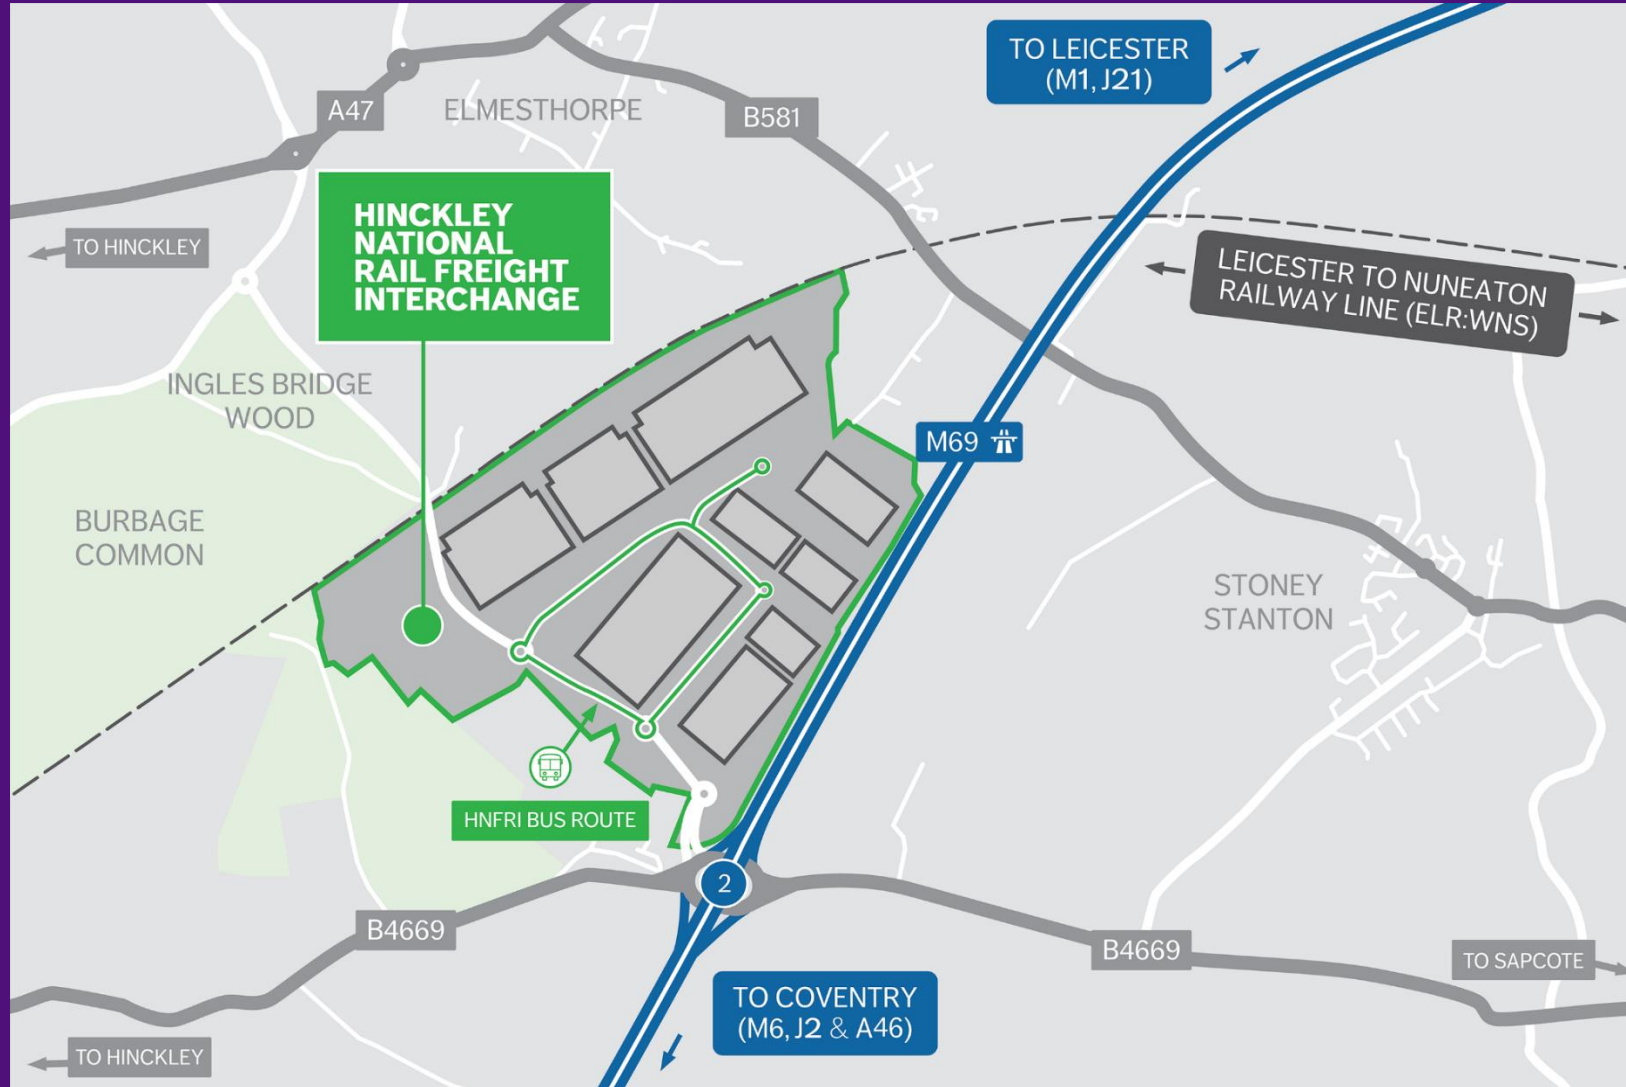 TO LEICESTER
(M1, J21)
A47
ELMESTHORPE
B581
HINCKLEY
NATIONAL
RAIL FREIGHT
INTERCHANGE
TO HINCKLEY
LEICESTER TO NUNEATON
RAILWAY LINE (ELR:WNS)
INGLES BRIDGE
WOOD
M69
BURBAGE
COMMON
STONEY
STANTON
HNFRI BUS ROUTE
2
B4669
B4669
TO SAPCOTE
TO COVENTRY
(M6, J2 & A46)
TO HINCKLEY